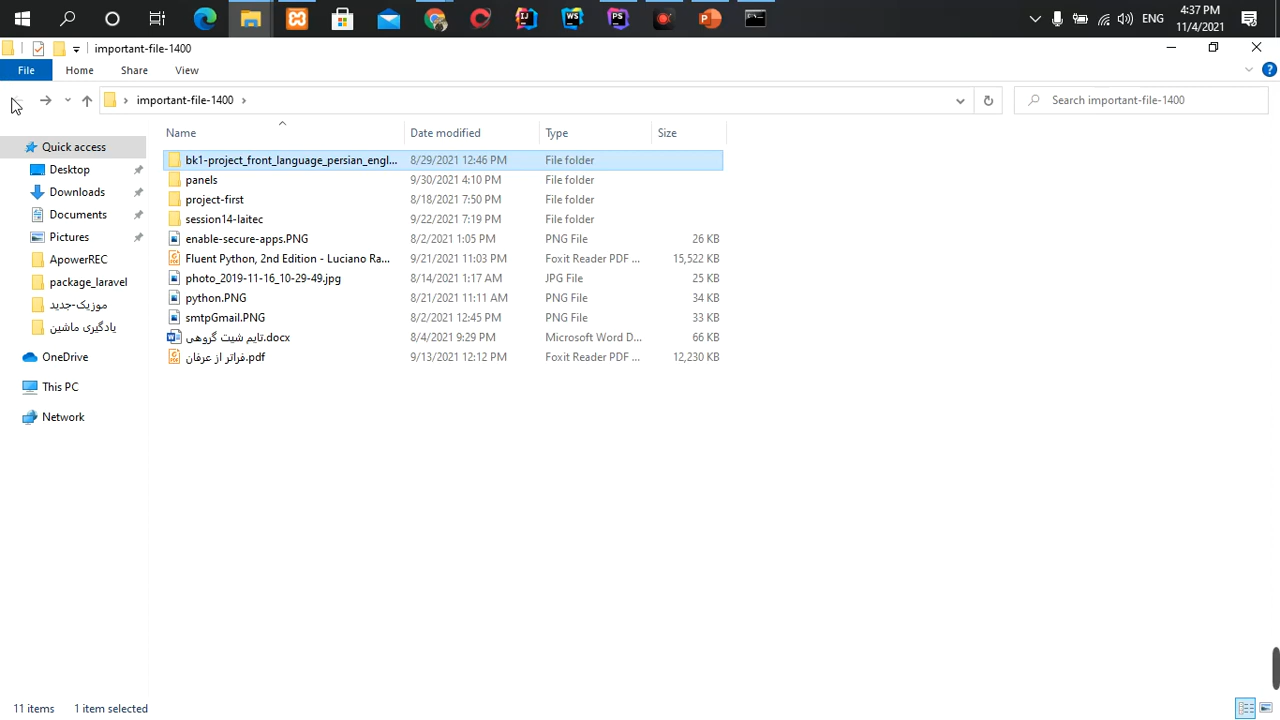 ENG
4:37 PM
11/4/2021
important-file-1400
File Home Share View
important-file-1400
Search important-file-1400
Name Date modified Type Size
Quick access
Desktop
Downloads
Documents
Pictures
ApowerREC
package_laravel
موزیک-جدید
یادگیری ماشین
OneDrive
This PC
Network
bk1-project_front_language_persian_engl... 8/29/2021 12:46 PM File folder
panels 9/30/2021 4:10 PM File folder
project-first 8/18/2021 7:50 PM File folder
session14-laitec 9/22/2021 7:19 PM File folder
enable-secure-apps.PNG 8/2/2021 1:05 PM PNG File 26 KB
Fluent Python, 2nd Edition - Luciano Ra... 9/21/2021 11:03 PM Foxit Reader PDF ... 15,522 KB
photo_2019-11-16_10-29-49.jpg 8/14/2021 1:17 AM JPG File 25 KB
python.PNG 8/21/2021 11:11 AM PNG File 34 KB
smtpGmail.PNG 8/2/2021 12:45 PM PNG File 33 KB
تایم شیت گروهی.docx 8/4/2021 9:29 PM Microsoft Word D... 66 KB
فراتر از عرفان.pdf 9/13/2021 12:12 PM Foxit Reader PDF ... 12,230 KB
11 items 1 item selected